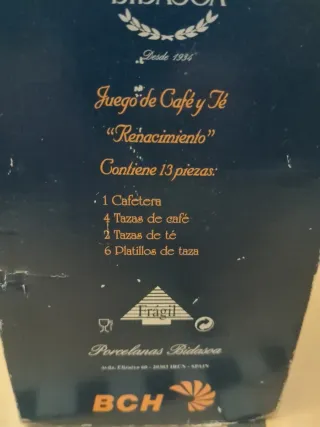 BIDASOA
Desde 1934
Juego de Café y Té
"Renacimiento"
Contiene 13 piezas:
1 Cafetera
4 Tazas de café
2 Tazas de té
6 Platillos de taza
Frágil
Porcelanas Bidasoa
BCH